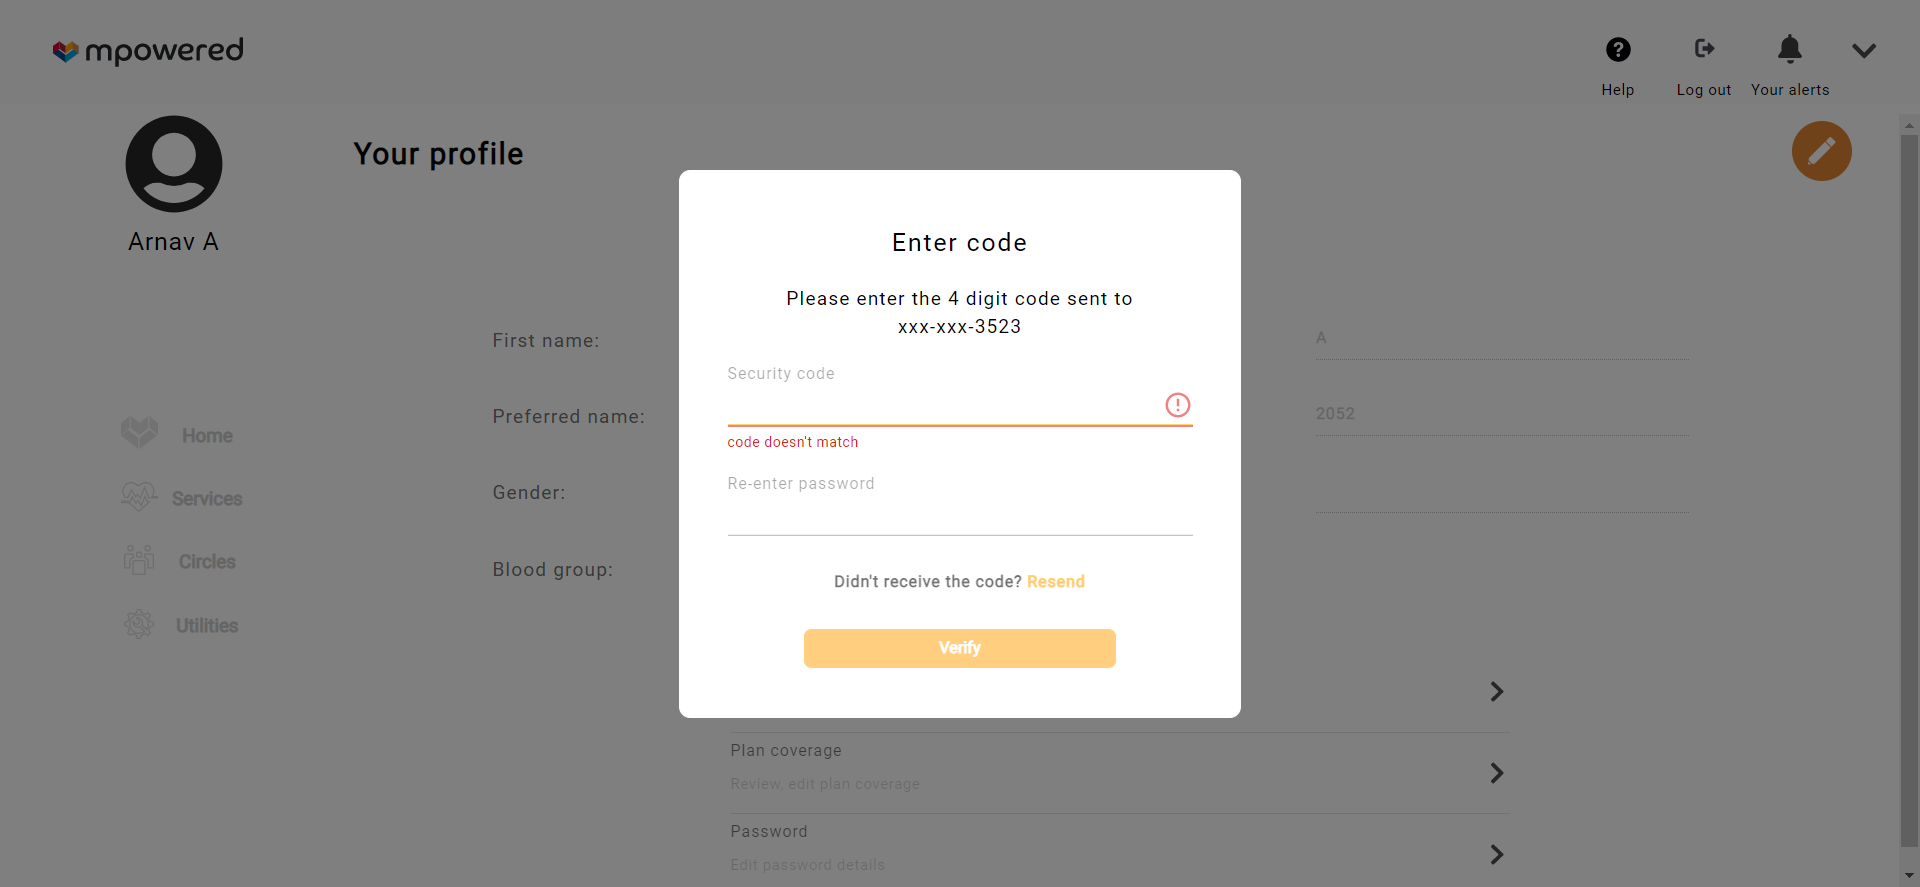 mpowered
Help
Log out
Your alerts
Arnav A
Your profile
Home
Services
Circles
Utilities
First name:
A
Preferred name:
2052
Gender:
Blood group:
Enter code
Please enter the 4 digit code sent to
xxx-xxx-3523
Security code
code doesn't match
Re-enter password
Didn't receive the code? Resend
Verify
Plan coverage
Review, edit plan coverage
Password
Edit password details